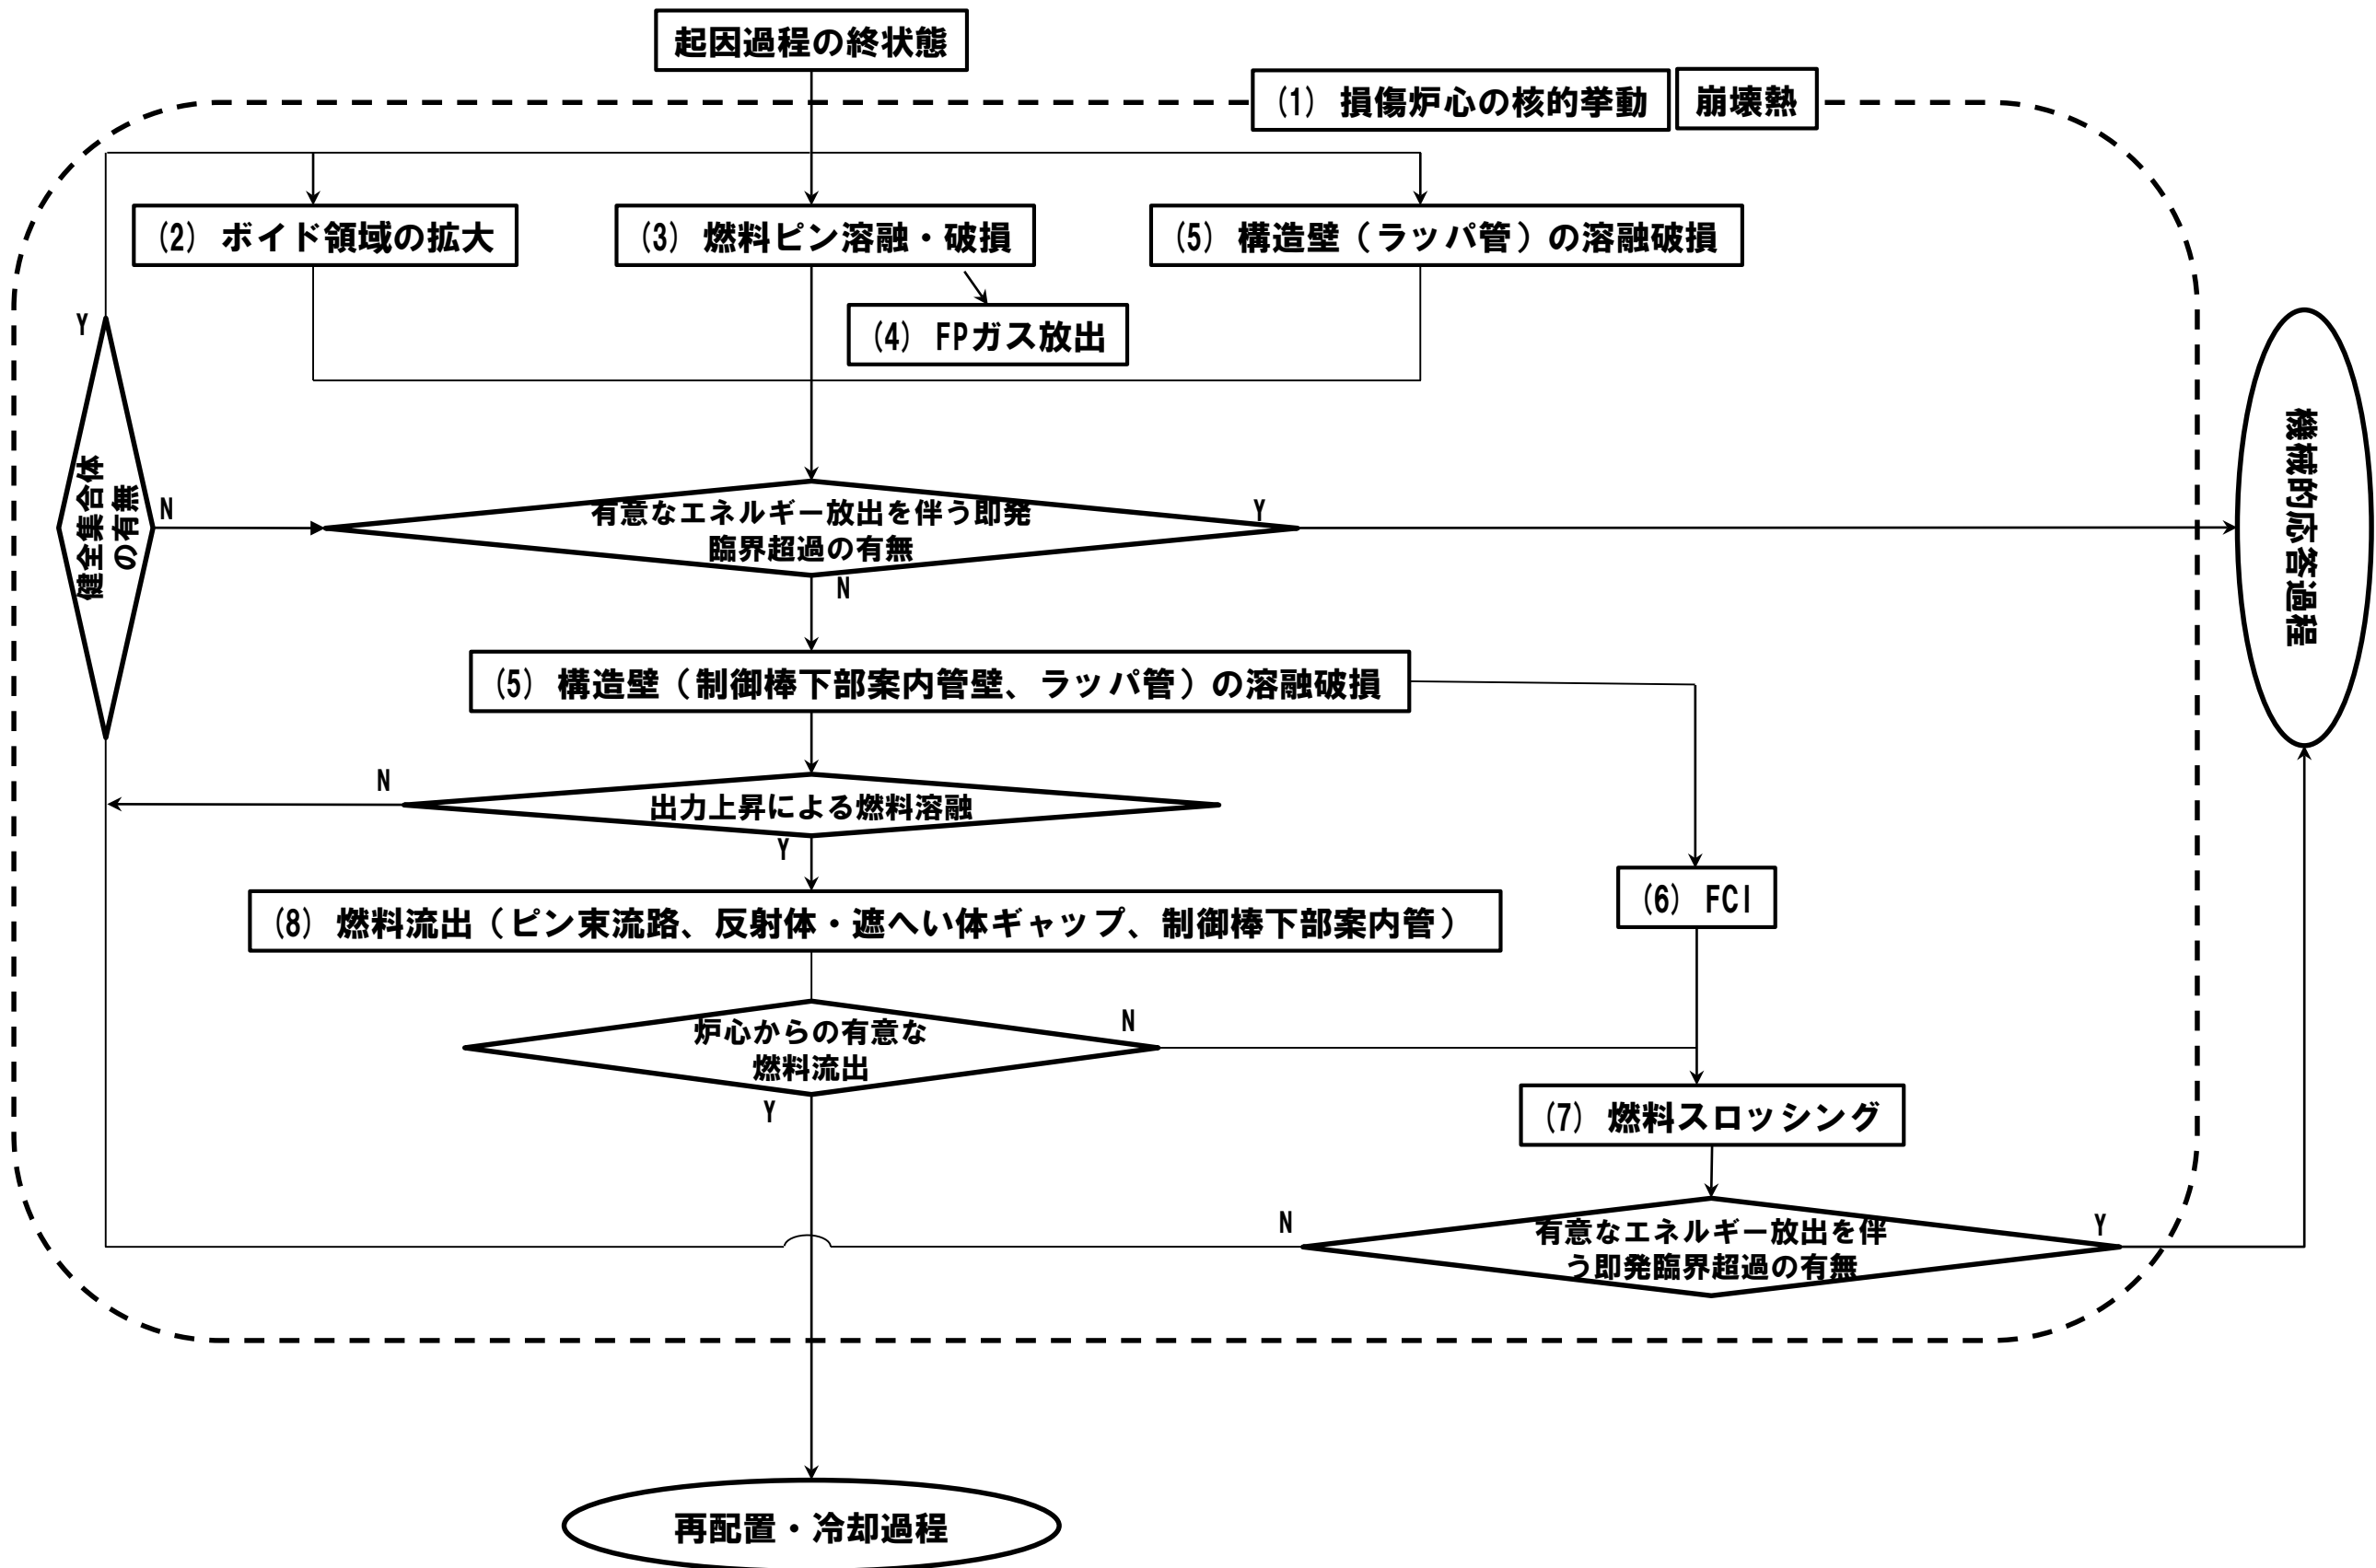 起因過程の終状態
(1) 損傷炉心の核的挙動
崩壊熱
(2) ボイド領域の拡大
(3) 燃料ピン溶融・破損
(5) 構造壁（ラッパ管）の溶融破損
(4) FPガス放出
Y
健全集合体
の有無
N
有意なエネルギー放出を伴う即発
臨界超過の有無
Y
N
機械的応答過程
(5) 構造壁（制御棒下部案内管壁、ラッパ管）の溶融破損
N
出力上昇による燃料溶融
Y
(6) FCI
(8) 燃料流出（ピン束流路、反射体・遮へい体ギャップ、制御棒下部案内管）
炉心からの有意な
燃料流出
N
Y
(7) 燃料スロッシング
N
有意なエネルギー放出を伴
う即発臨界超過の有無
Y
再配置・冷却過程